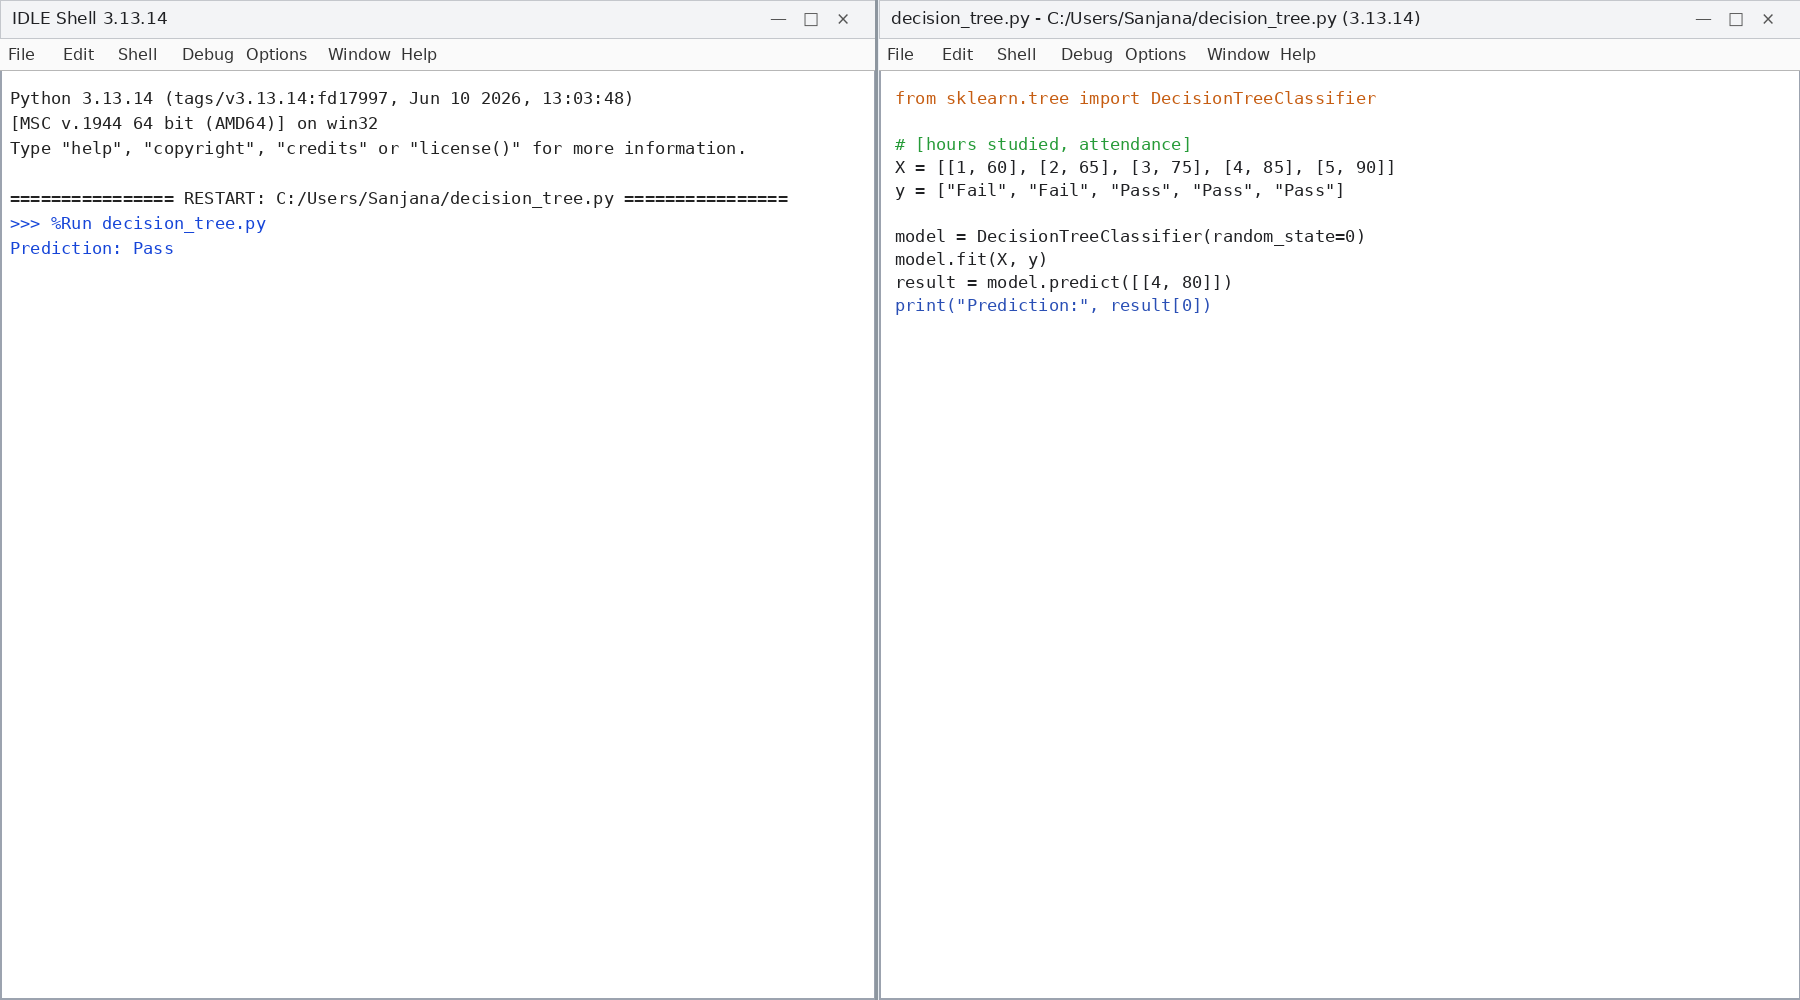 IDLE Shell 3.13.14
File Edit Shell Debug Options Window Help
Python 3.13.14 (tags/v3.13.14:fd17997, Jun 10 2026, 13:03:48)
[MSC v.1944 64 bit (AMD64)] on win32
Type "help", "copyright", "credits" or "license()" for more information.
================ RESTART: C:/Users/Sanjana/decision_tree.py ================
>>> %Run decision_tree.py
Prediction: Pass
decision_tree.py - C:/Users/Sanjana/decision_tree.py (3.13.14)
File Edit Shell Debug Options Window Help
from sklearn.tree import DecisionTreeClassifier
# [hours studied, attendance]
X = [[1, 60], [2, 65], [3, 75], [4, 85], [5, 90]]
y = ["Fail", "Fail", "Pass", "Pass", "Pass"]
model = DecisionTreeClassifier(random_state=0)
model.fit(X, y)
result = model.predict([[4, 80]])
print("Prediction:", result[0])